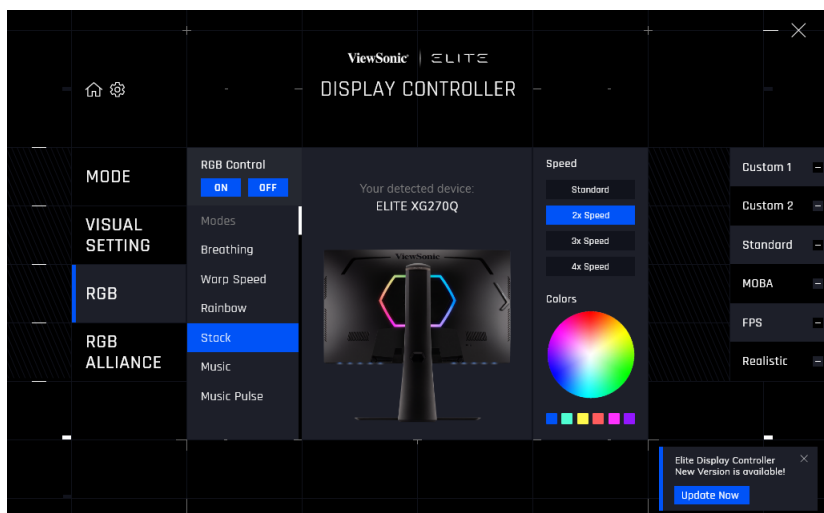 ViewSonic | ELITE
DISPLAY CONTROLLER
MODE
VISUAL
SETTING
RGB
RGB
ALLIANCE
RGB Control
ON OFF
Modes
Breathing
Warp Speed
Rainbow
Stack
Music
Music Pulse
Your detected device:
ELITE XG270Q
ViewSonic
Speed
Standard
2x Speed
3x Speed
4x Speed
Colors
Custom 1
Custom 2
Standard
MOBA
FPS
Realistic
Elite Display Controller
New Version is available!
Update Now